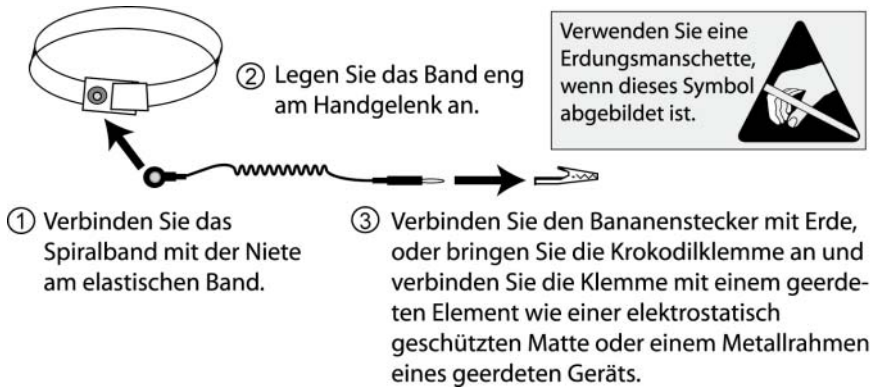 Verwenden Sie eine
Erdungsmanschette,
wenn dieses Symbol
abgebildet ist.
② Legen Sie das Band eng
am Handgelenk an.
① Verbinden Sie das
Spiralband mit der Niete
am elastischen Band.
③ Verbinden Sie den Bananenstecker mit Erde,
oder bringen Sie die Krokodilklemme an und
verbinden Sie die Klemme mit einem geerde-
ten Element wie einer elektrostatisch
geschützten Matte oder einem Metallrahmen
eines geerdeten Geräts.